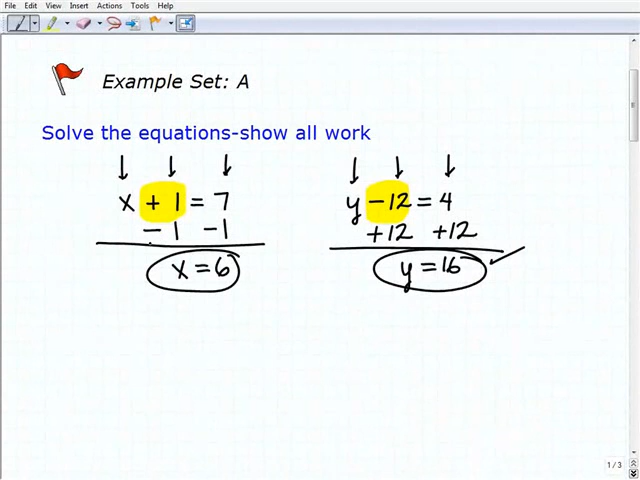 File Edit View Insert Actions Tools Help
Example Set: A
Solve the equations-show all work
x + 1 = 7
- 1 -1
x = 6
y - 12 = 4
+12 +12
y = 16
1/3